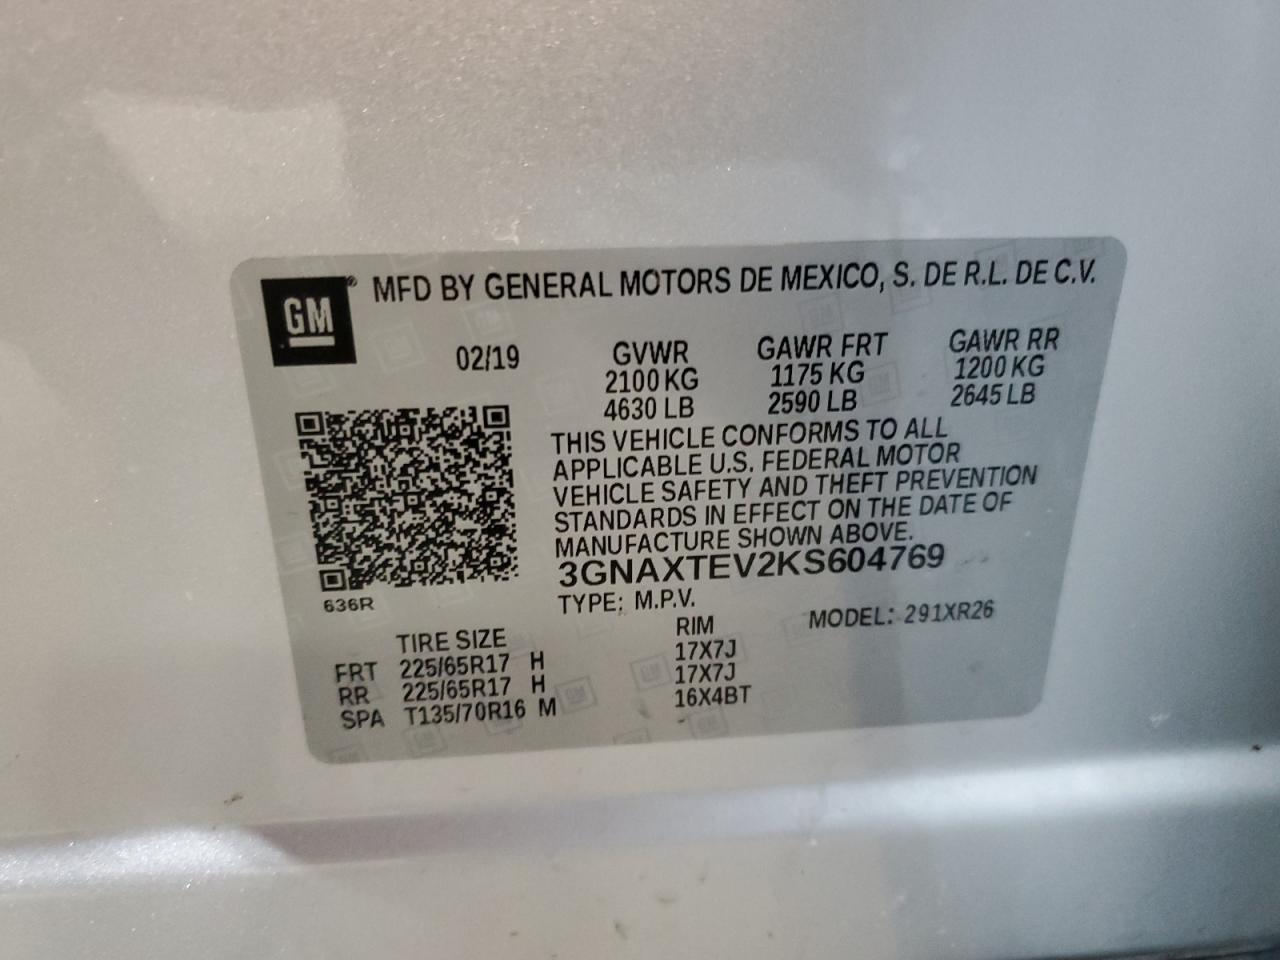 GM® MFD BY GENERAL MOTORS DE MEXICO, S. DE R.L. DE C.V.
02/19 GVWR GAWR FRT GAWR RR
2100 KG 1175 KG 1200 KG
4630 LB 2590 LB 2645 LB
THIS VEHICLE CONFORMS TO ALL
APPLICABLE U.S. FEDERAL MOTOR
VEHICLE SAFETY AND THEFT PREVENTION
STANDARDS IN EFFECT ON THE DATE OF
MANUFACTURE SHOWN ABOVE.
3GNAXTEV2KS604769
636R
TYPE: M.P.V. MODEL: 291XR26
TIRE SIZE RIM
FRT 225/65R17 H 17X7J
RR 225/65R17 H 17X7J
SPA T135/70R16 M 16X4BT